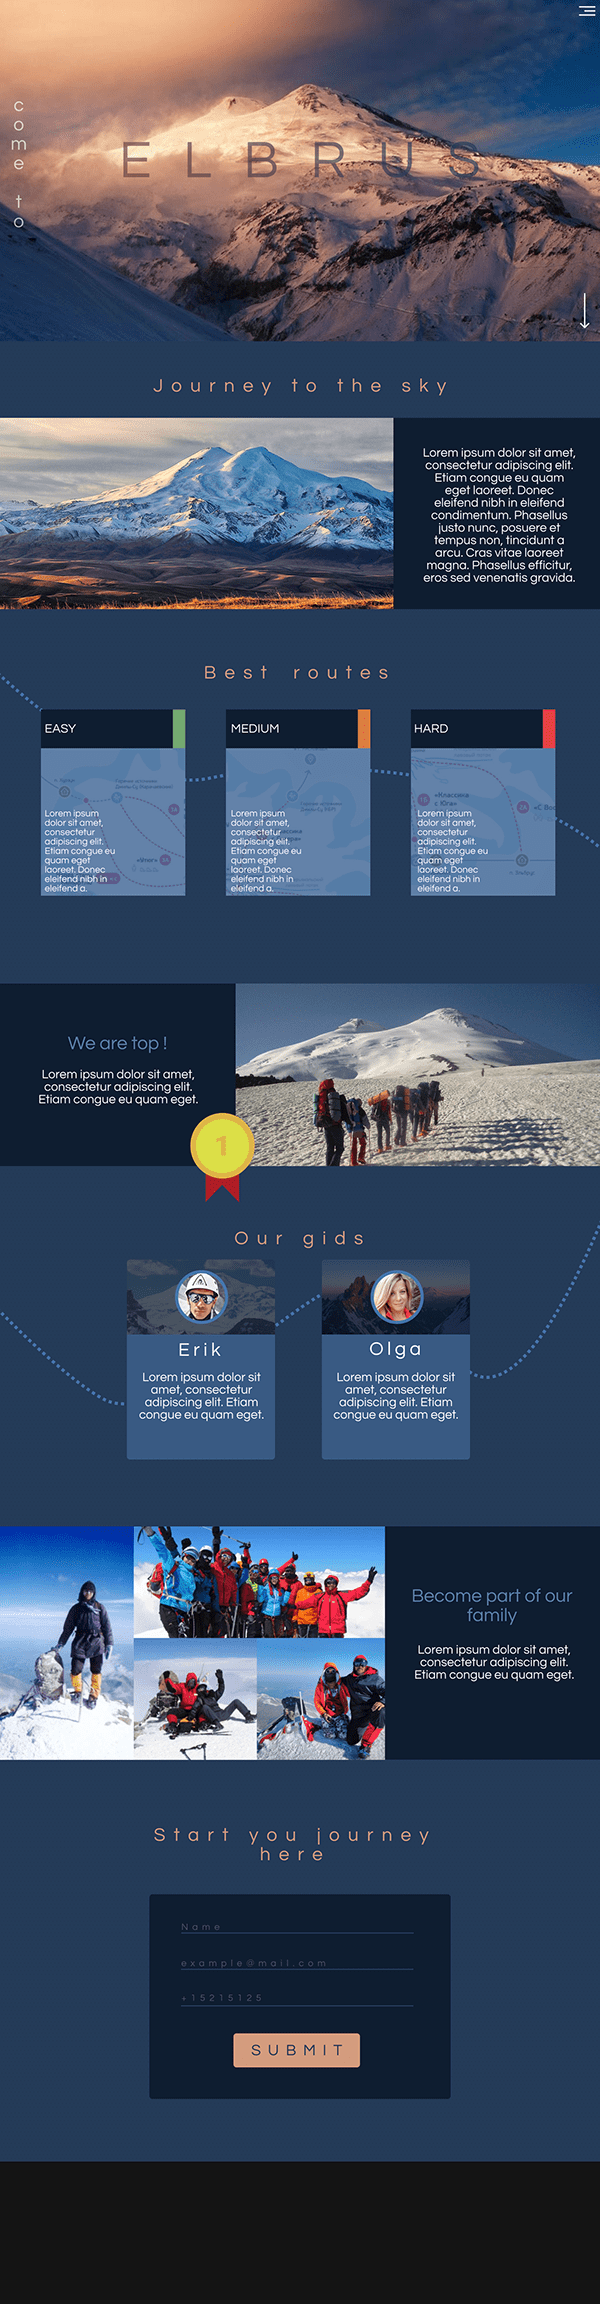 come to
ELBRUS
Journey to the sky
Lorem ipsum dolor sit amet,
consectetur adipiscing elit.
Etiam congue eu quam
eget laoreet. Donec
eleifend nibh in eleifend
condimentum. Phasellus
justo nunc, posuere et
tempus non, tincidunt a
arcu. Cras vitae laoreet
magna. Phasellus efficitur,
eros sed venenatis gravida.
Best routes
EASY
Lorem ipsum
dolor sit amet,
consectetur
adipiscing elit.
Etiam congue eu
quam eget
laoreet. Donec
eleifend nibh in
eleifend a.
MEDIUM
Lorem ipsum
dolor sit amet,
consectetur
adipiscing elit.
Etiam congue eu
quam eget
laoreet. Donec
eleifend nibh in
eleifend a.
HARD
«Классика
с Юга»
Lorem ipsum
dolor sit amet,
consectetur
adipiscing elit.
Etiam congue eu
quam eget
laoreet. Donec
eleifend nibh in
eleifend a.
We are top !
Lorem ipsum dolor sit amet,
consectetur adipiscing elit.
Etiam congue eu quam eget.
1
Our gids
Erik
Lorem ipsum dolor sit
amet, consectetur
adipiscing elit. Etiam
congue eu quam eget.
Olga
Lorem ipsum dolor sit
amet, consectetur
adipiscing elit. Etiam
congue eu quam eget.
Become part of our
family
Lorem ipsum dolor sit amet,
consectetur adipiscing elit.
Etiam congue eu quam eget.
Start you journey
here
Name
example@mail.com
+15215125
SUBMIT